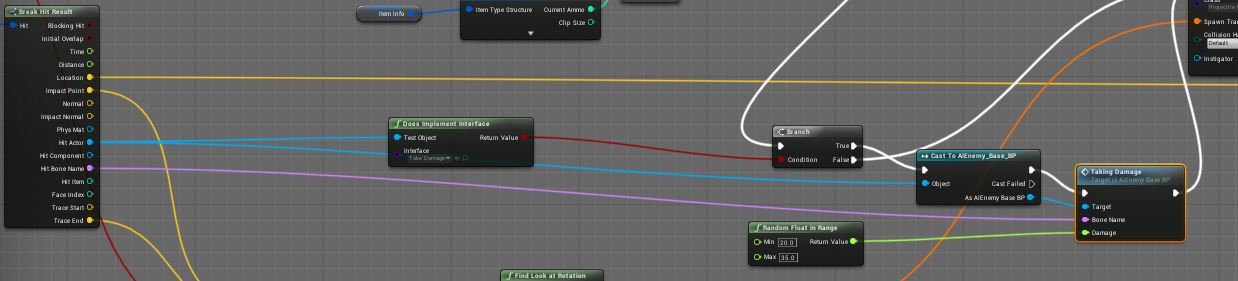 Break Hit Result
Hit
Blocking Hit
Initial Overlap
Time
Distance
Location
Impact Point
Normal
Impact Normal
Phys Mat
Hit Actor
Hit Component
Hit Bone Name
Hit Item
Face Index
Trace Start
Trace End
Item Info
Item Type Structure
Current Ammo
Clip Size
Does Implement Interface
Test Object
Return Value
Interface
Take Damage
Branch
True
Condition
False
Cast To AIEnemy_Base_BP
Object
Cast Failed
As AIEnemy Base BP
Taking Damage
Target is AIEnemy Base BP
Target
Bone Name
Damage
Random Float in Range
Min 20.0
Return Value
Max 35.0
Find Look at Rotation
Spawn Tra
Collision Ha
Default
Instigator